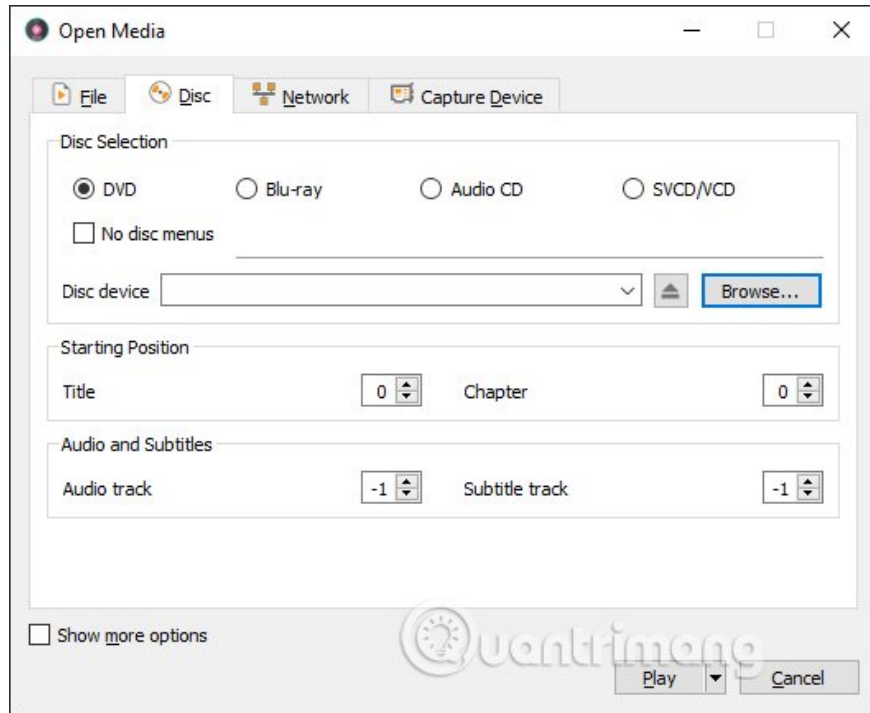 Open Media
File Disc Network Capture Device
Disc Selection
DVD Blu-ray Audio CD SVCD/VCD
No disc menus
Disc device Browse...
Starting Position
Title 0 Chapter 0
Audio and Subtitles
Audio track -1 Subtitle track -1
Show more options
Quantrimang
Play Cancel